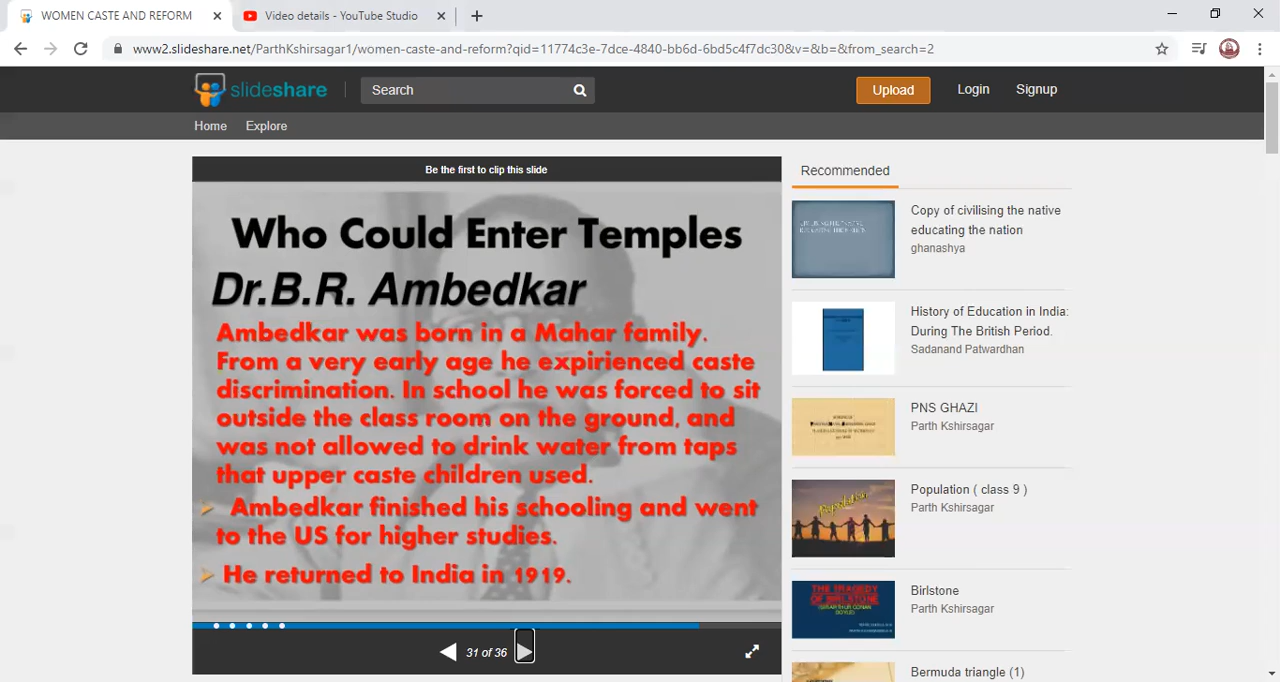 WOMEN CASTE AND REFORM
Video details - YouTube Studio
www2.slideshare.net/ParthKshirsagar1/women-caste-and-reform?qid=11774c3e-7dce-4840-bb6d-6bd5c4f7dc30&v=&b=&from_search=2
slideshare
Search
Upload
Login
Signup
Home
Explore
Be the first to clip this slide
Who Could Enter Temples
Dr.B.R. Ambedkar
Ambedkar was born in a Mahar family.
From a very early age he expirienced caste
discrimination. In school he was forced to sit
outside the class room on the ground, and
was not allowed to drink water from taps
that upper caste children used.
Ambedkar finished his schooling and went
to the US for higher studies.
He returned to India in 1919.
31 of 36
Recommended
Copy of civilising the native
educating the nation
ghanashya
History of Education in India:
During The British Period.
Sadanand Patwardhan
PNS GHAZI
Parth Kshirsagar
Population
Population ( class 9 )
Parth Kshirsagar
THE TRAGEDY
OF BIRLSTONE
Birlstone
Parth Kshirsagar
Bermuda triangle (1)